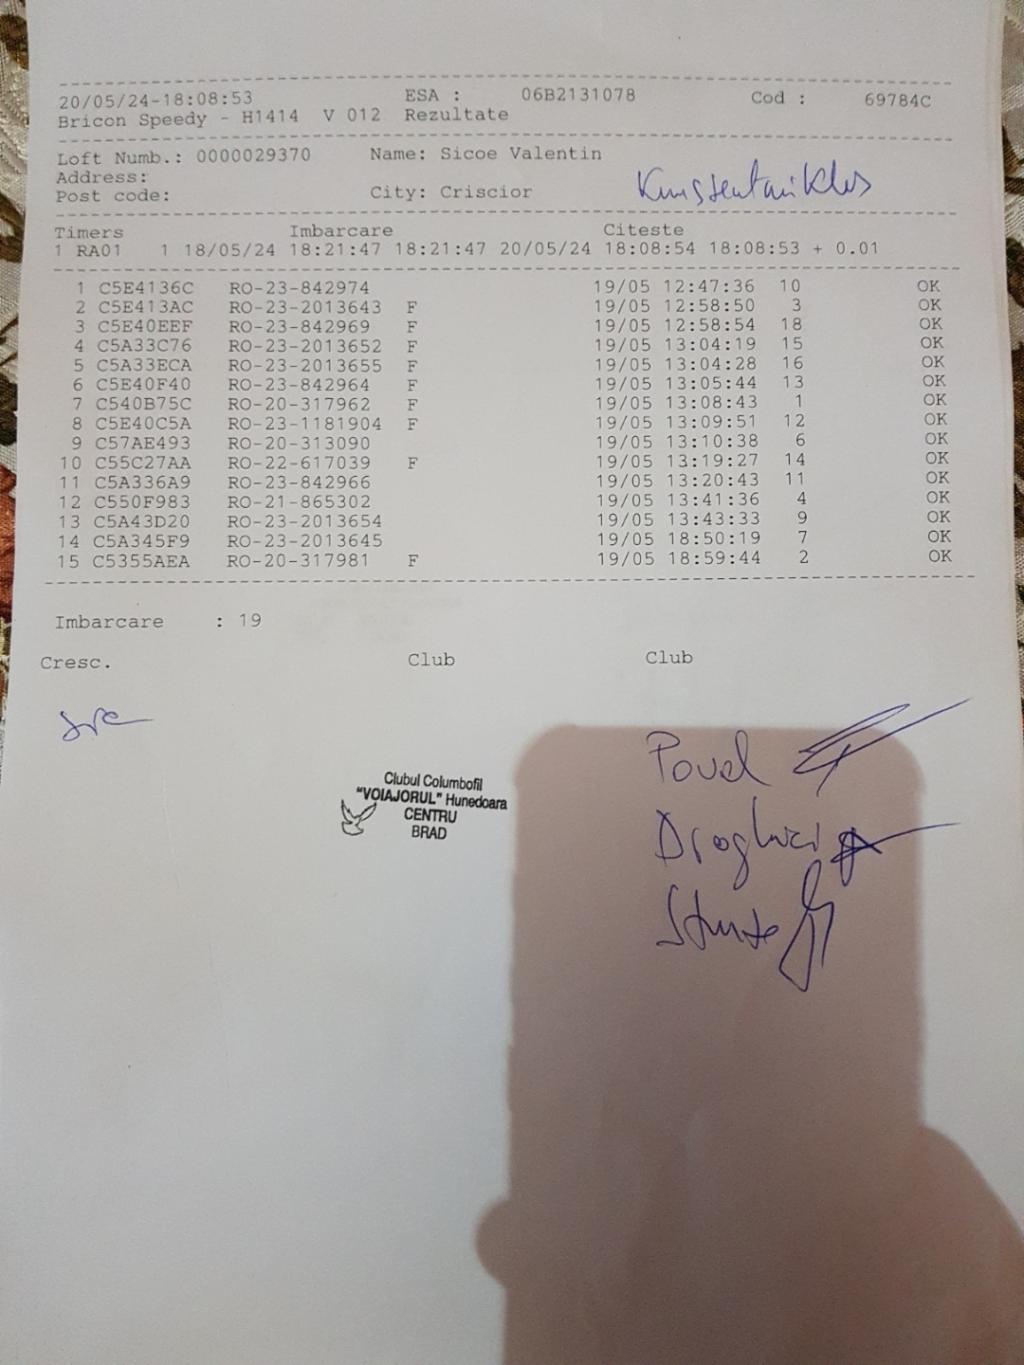 20/05/24-18:08:53 ESA : 06B2131078 Cod : 69784C
Bricon Speedy - H1414 V 012 Rezultate
Loft Numb.: 0000029370 Name: Sicoe Valentin
Address:
Post code: City: Criscior
Timers Imbarcare Citeste
1 RA01 1 18/05/24 18:21:47 18:21:47 20/05/24 18:08:54 18:08:53 + 0.01
1 C5E4136C RO-23-842974 19/05 12:47:36 10 OK
2 C5E413AC RO-23-2013643 F 19/05 12:58:50 3 OK
3 C5E40EEF RO-23-842969 F 19/05 12:58:54 18 OK
4 C5A33C76 RO-23-2013652 F 19/05 13:04:19 15 OK
5 C5A33ECA RO-23-2013655 F 19/05 13:04:28 16 OK
6 C5E40F40 RO-23-842964 F 19/05 13:05:44 13 OK
7 C540B75C RO-20-317962 F 19/05 13:08:43 1 OK
8 C5E40C5A RO-23-1181904 F 19/05 13:09:51 12 OK
9 C57AE493 RO-20-313090 19/05 13:10:38 6 OK
10 C55C27AA RO-22-617039 F 19/05 13:19:27 14 OK
11 C5A336A9 RO-23-842966 19/05 13:20:43 11 OK
12 C550F983 RO-21-865302 19/05 13:41:36 4 OK
13 C5A43D20 RO-23-2013654 19/05 13:43:33 9 OK
14 C5A345F9 RO-23-2013645 19/05 18:50:19 7 OK
15 C5355AEA RO-20-317981 F 19/05 18:59:44 2 OK
Imbarcare : 19
Cresc. Club Club
Clubul Columbofil
"VOIAJORUL" Hunedoara
CENTRU
BRAD